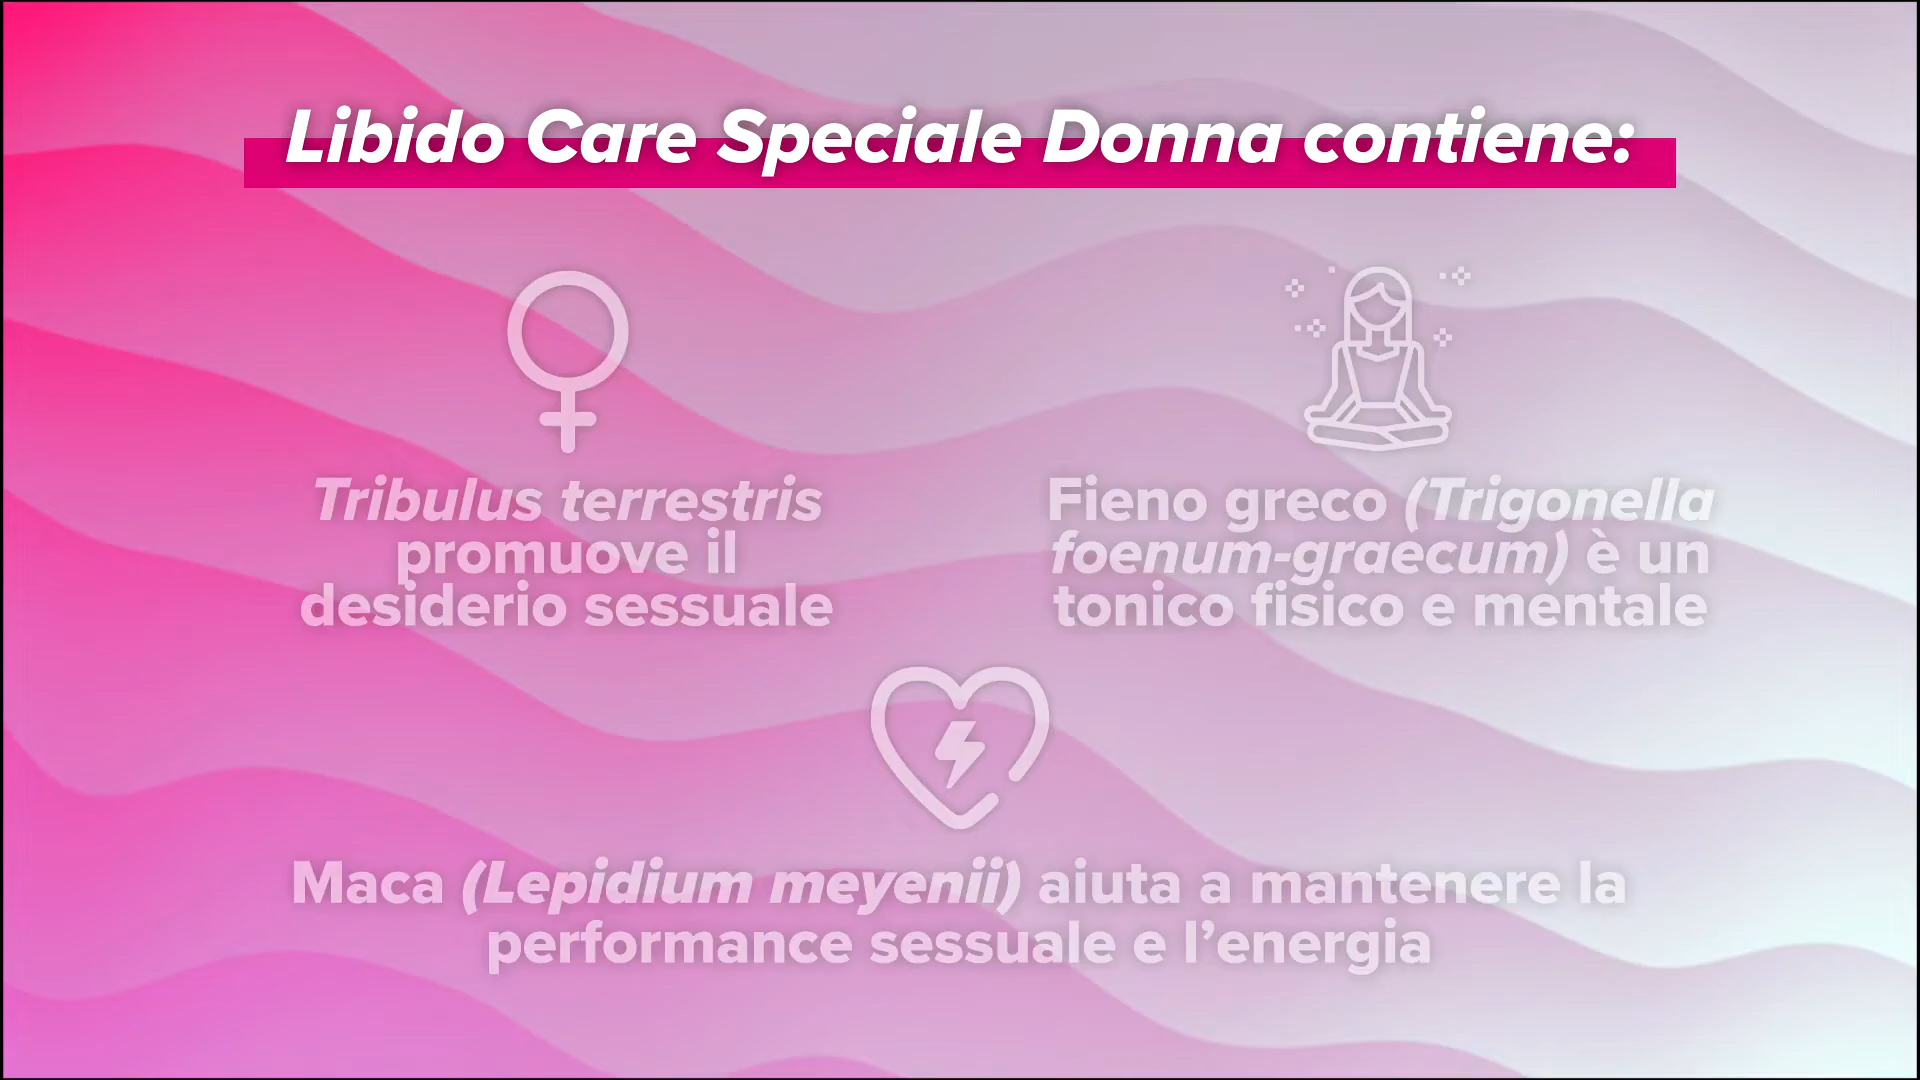 Libido Care Speciale Donna contiene:
Tribulus terrestris
promuove il
desiderio sessuale
Fieno greco (Trigonella
foenum-graecum) è un
tonico fisico e mentale
Maca (Lepidium meyenii) aiuta a mantenere la
performance sessuale e l’energia